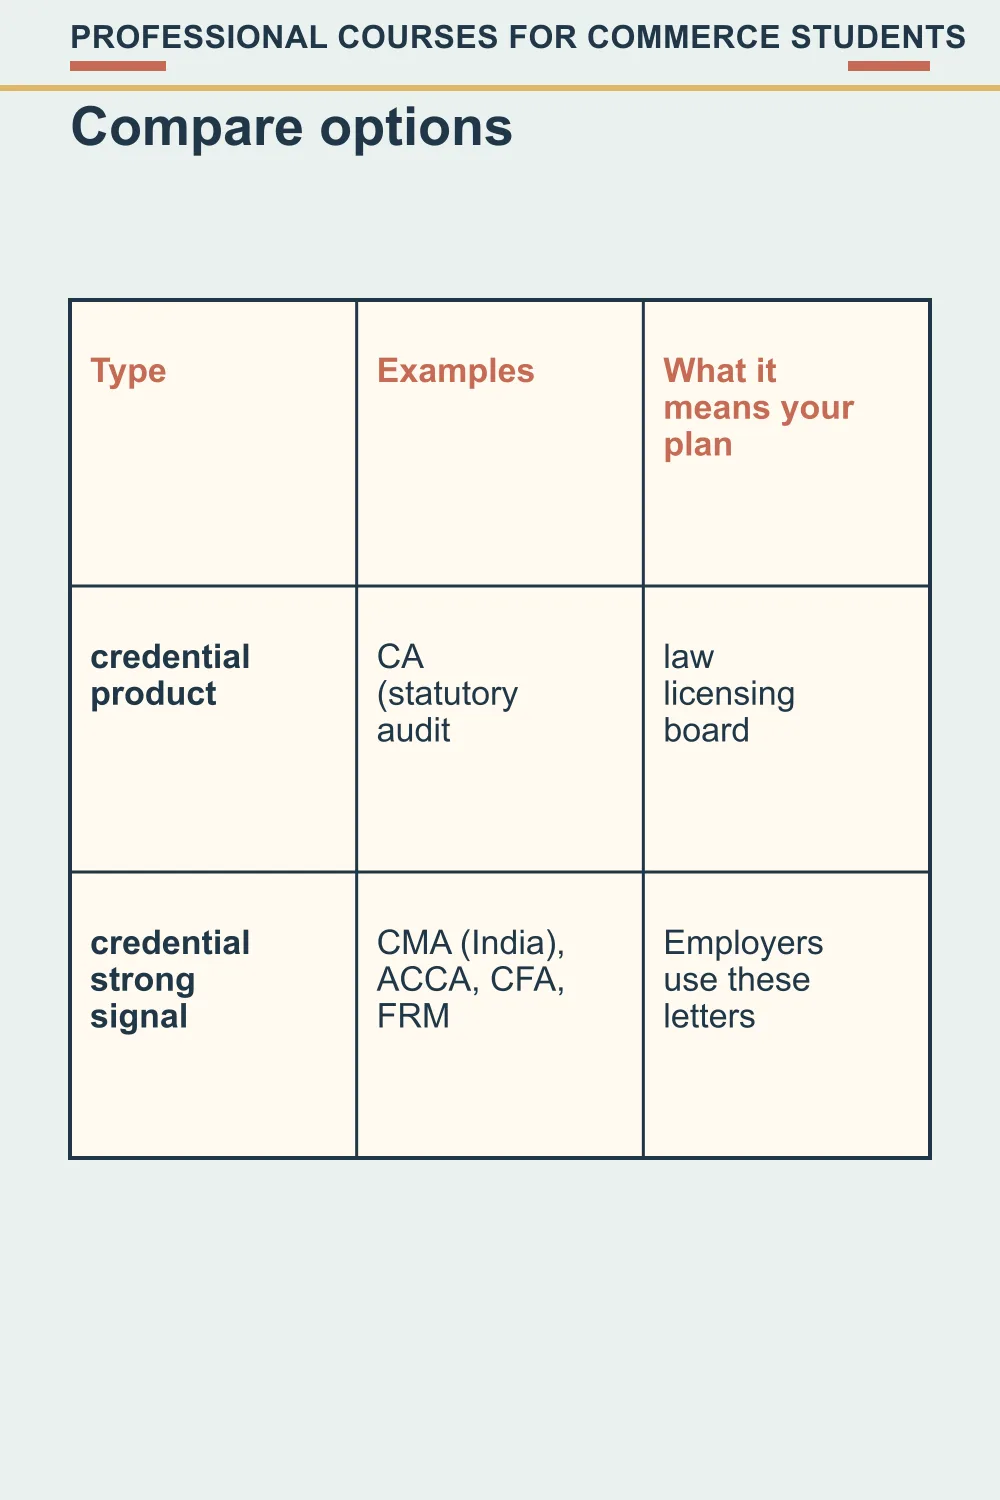 PROFESSIONAL COURSES FOR COMMERCE STUDENTS
Compare options
Type
Examples
What it
means your
plan
credential
product
CA
(statutory
audit
law
licensing
board
credential
strong
signal
CMA (India),
ACCA, CFA,
FRM
Employers
use these
letters